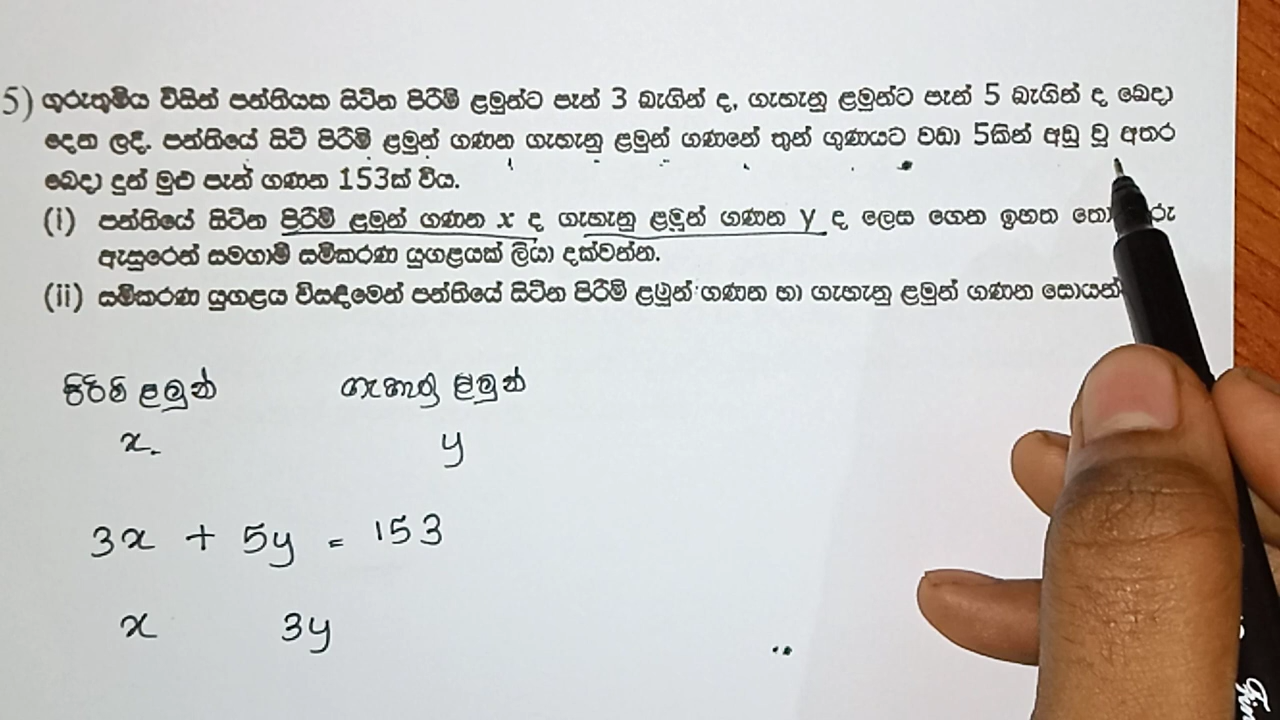 5) ගුරුතුමිය විසින් පන්තියක සිටින පිරිමි ළමුන්ට පෑන් 3 බැගින් ද, ගැහැනු ළමුන්ට පෑන් 5 බැගින් ද බෙදා
දෙන ලදී. පන්තියේ සිටි පිරිමි ළමුන් ගණන ගැහැනු ළමුන් ගණනේ තුන් ගුණයට වඩා 5කින් අඩු වූ අතර
බෙදා දුන් මුළු පෑන් ගණන 153ක් විය.
(i) පන්තියේ සිටින පිරිමි ළමුන් ගණන x ද ගැහැනු ළමුන් ගණන y ද ලෙස ගෙන ඉහත
ඇසුරෙන් සමගාමී සමීකරණ යුගළයක් ලියා දක්වන්න.
(ii) සමීකරණ යුගළය විසඳීමෙන් පන්තියේ සිටින පිරිමි ළමුන් ගණන හා ගැහැනු ළමුන් ගණන සොයන්
පිරිමි ළමුන් ගැහැනු ළමුන්
x y
3x + 5y = 153
x 3y